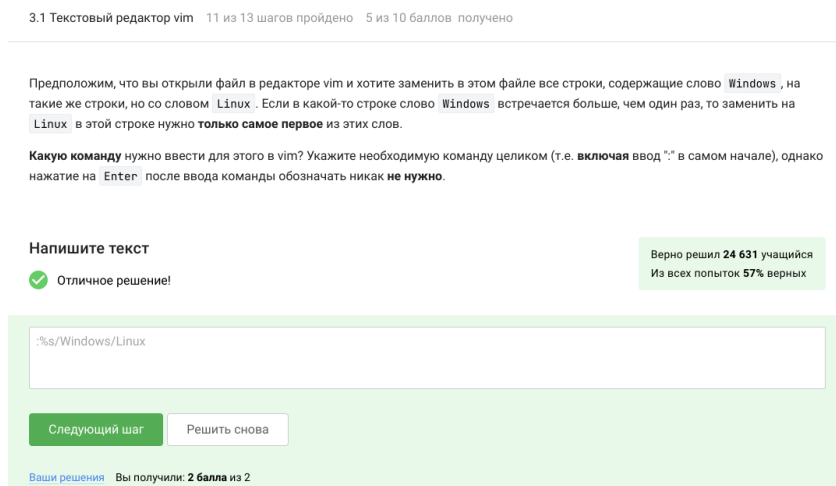 3.1 Текстовый редактор vim 11 из 13 шагов пройдено 5 из 10 баллов получено
Предположим, что вы открыли файл в редакторе vim и хотите заменить в этом файле все строки, содержащие слово Windows , на
такие же строки, но со словом Linux . Если в какой-то строке слово Windows встречается больше, чем один раз, то заменить на
Linux в этой строке нужно только самое первое из этих слов.
Какую команду нужно ввести для этого в vim? Укажите необходимую команду целиком (т.е. включая ввод ":" в самом начале), однако
нажатие на Enter после ввода команды обозначать никак не нужно.
Напишите текст
Отличное решение!
Верно решил 24 631 учащийся
Из всех попыток 57% верных
:%s/Windows/Linux
Следующий шаг Решить снова
Ваши решения Вы получили: 2 балла из 2